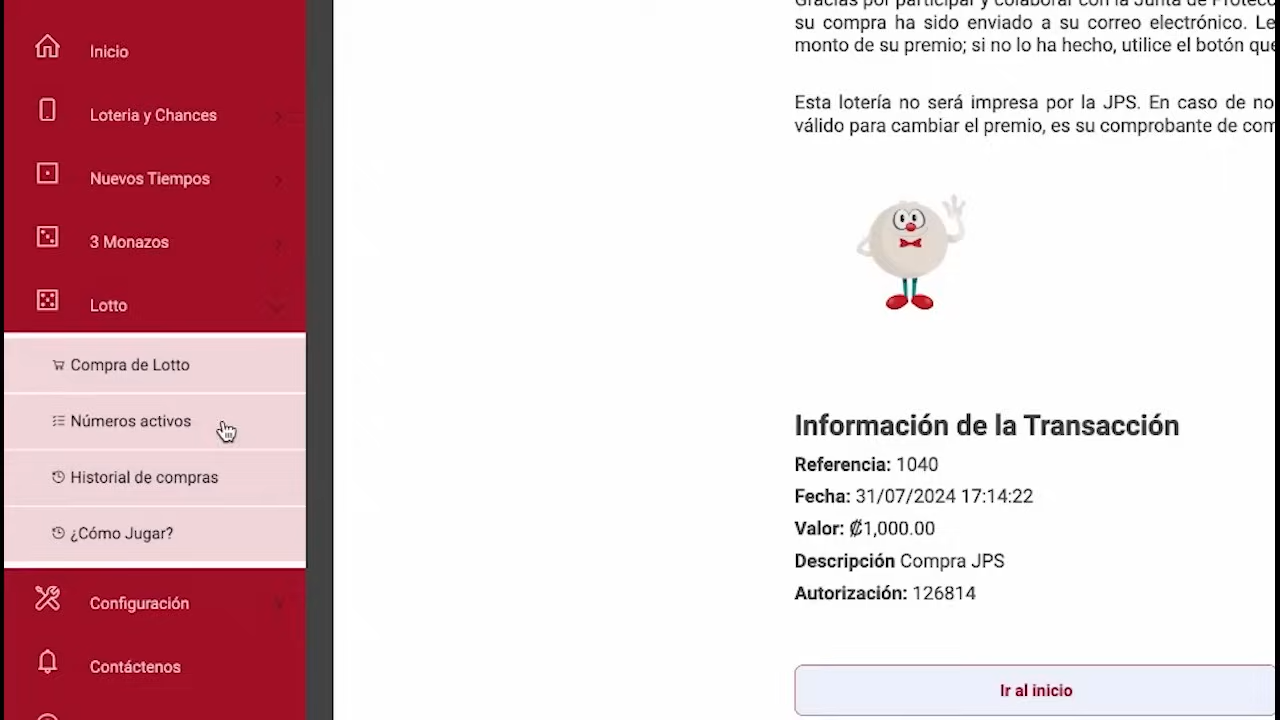 Inicio
Loteria y Chances
Nuevos Tiempos
3 Monazos
Lotto
Compra de Lotto
Números activos
Historial de compras
¿Cómo Jugar?
Configuración
Contáctenos
Gracias por participar y colaborar con la Junta de
su compra ha sido enviado a su correo electrónico. Le
monto de su premio; si no lo ha hecho, utilice el botón que
Esta lotería no será impresa por la JPS. En caso de no
válido para cambiar el premio, es su comprobante de com
Información de la Transacción
Referencia: 1040
Fecha: 31/07/2024 17:14:22
Valor: ₡1,000.00
Descripción Compra JPS
Autorización: 126814
Ir al inicio